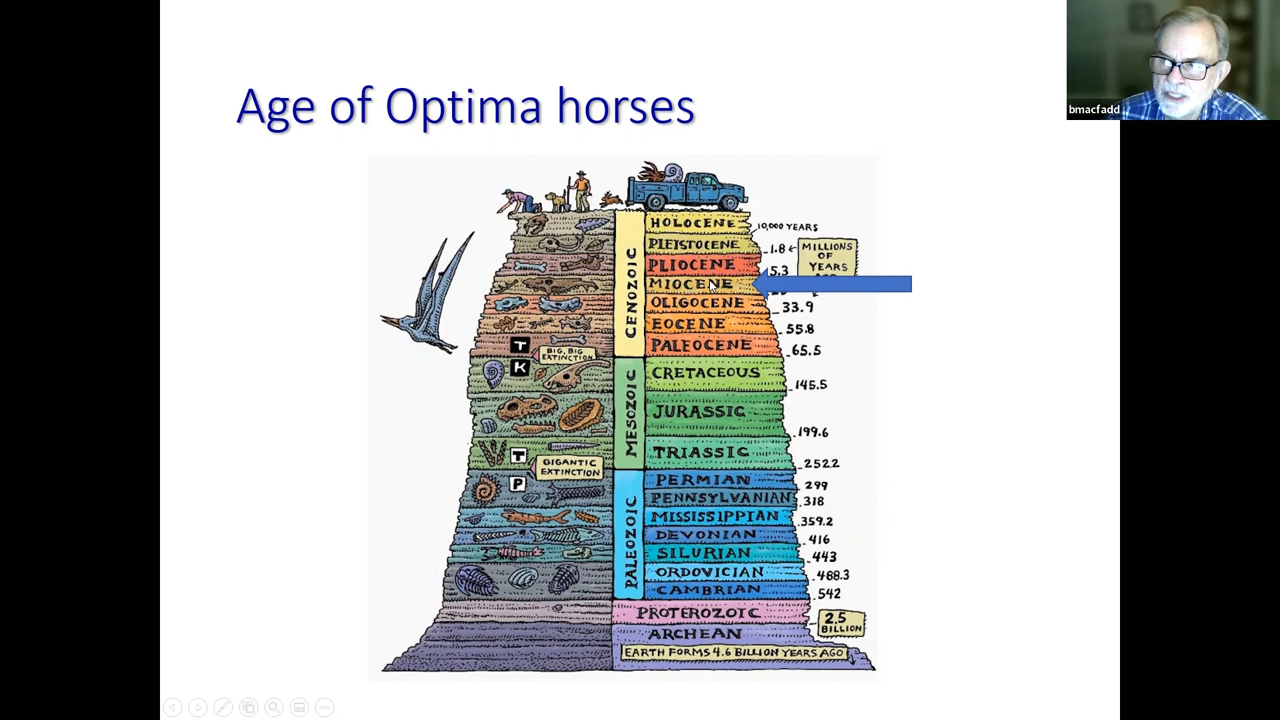 bmacfadd
Age of Optima horses
HOLOCENE
10,000 YEARS
PLEISTOCENE
1.8
MILLIONS
OF
YEARS
PLIOCENE
5.3
MIOCENE
OLIGOCENE
33.9
EOCENE
55.8
PALEOCENE
65.5
CENOZOIC
T
BIG, BIG
EXTINCTION
K
CRETACEOUS
145.5
JURASSIC
199.6
TRIASSIC
252.2
MESOZOIC
T
GIGANTIC
EXTINCTION
P
PERMIAN
299
PENNSYLVANIAN
318
MISSISSIPPIAN
359.2
DEVONIAN
416
SILURIAN
443
ORDOVICIAN
488.3
CAMBRIAN
542
PALEOZOIC
PROTEROZOIC
2.5
BILLION
ARCHEAN
EARTH FORMS 4.6 BILLION YEARS AGO